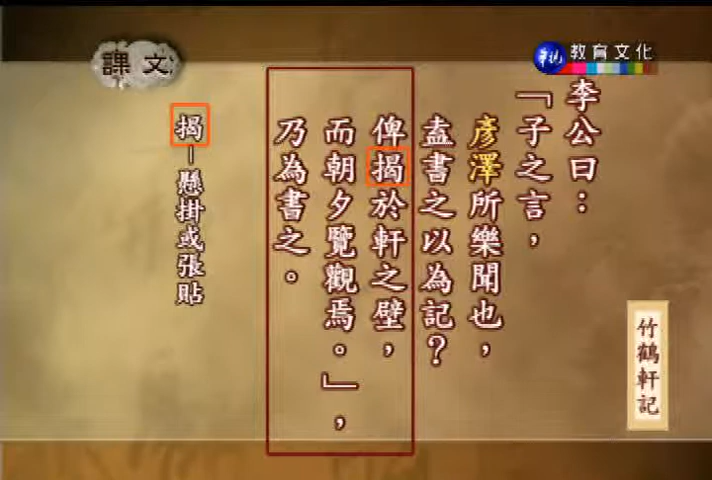 課文
華視
教育文化
李公曰：
「子之言，
彥澤所樂聞也，
盍書之以為記？
俾揭於軒之壁，
而朝夕覽觀焉。」，
乃為書之。
揭－懸掛或張貼
竹鶴軒記